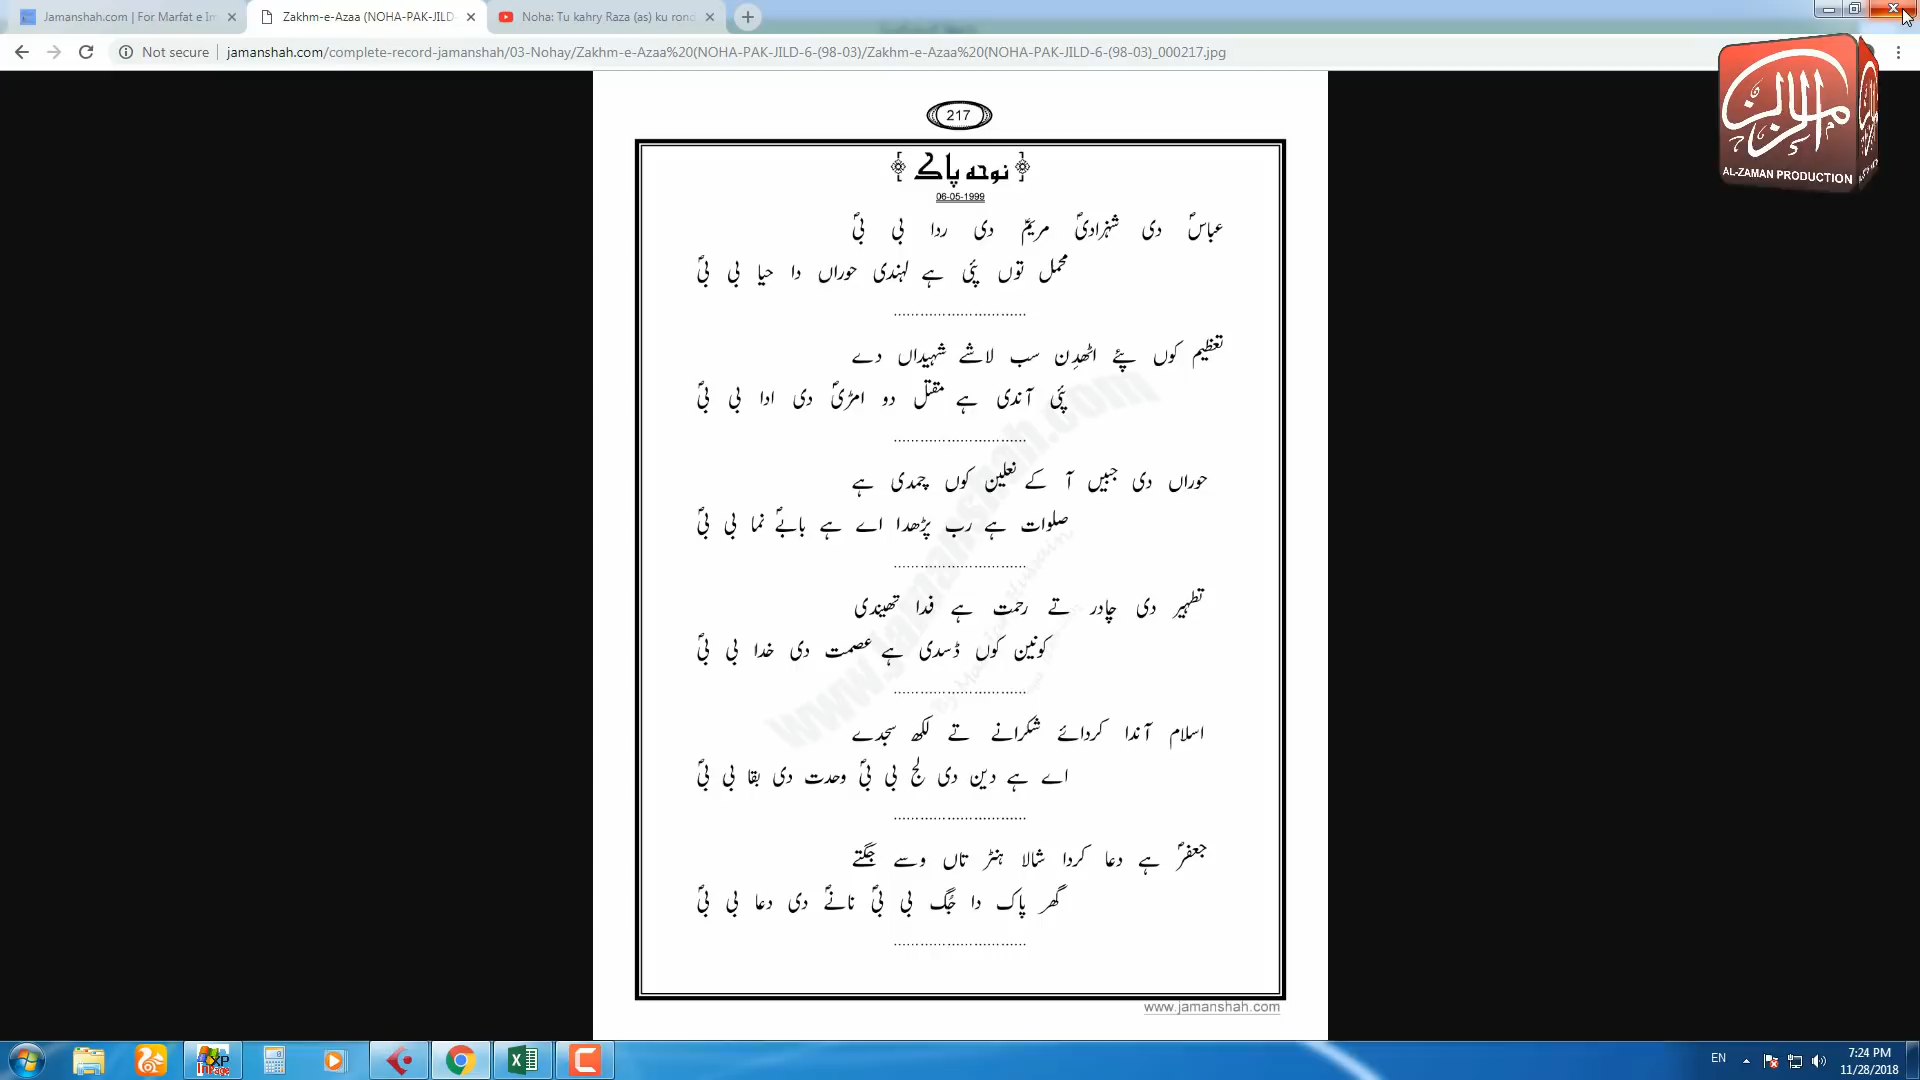 Jamanshah.com | For Marfat e Im
Zakhm-e-Azaa (NOHA-PAK-JILD-
Noha: Tu kahry Raza (as) ku rond
Not secure
jamanshah.com/complete-record-jamanshah/03-Nohay/Zakhm-e-Azaa%20(NOHA-PAK-JILD-6-(98-03)/Zakhm-e-Azaa%20(NOHA-PAK-JILD-6-(98-03)_000217.jpg
AL-ZAMAN PRODUCTION
217
نوحہ پاک
06-05-1999
عباسؑ دی شہزادیؑ مریمؑ دی ردا بی بیؑ
محمل توں پئی ہے لہندی حوراں دا حیا بی بیؑ
تعظیم کوں پئے اٹھدِن سب لاشے شہیداں دے
پئی آندی ہے مقتل دو امڑیؑ دی ادا بی بیؑ
حوراں دی جبیں آ کے نعلین کوں چمدی ہے
صلوات ہے رب پڑھدا اے ہے بابےؑ نما بی بیؑ
تطہیر دی چادر تے رحمت ہے فدا تھیندی
کونین کوں ڈسدی ہے عصمت دی خدا بی بیؑ
اسلام آندا کردائے شکرانے تے لکھ سجدے
اے ہے دین دی لج بی بیؑ وحدت دی بقا بی بیؑ
جعفرؑ ہے دعا کردا شالا ہنڑ تاں وسے جگتے
گھر پاک دا جُگ بی بیؑ نانےؑ دی دعا بی بیؑ
www.jamanshah.com
www.jamanshah.com
EN
7:24 PM
11/28/2018